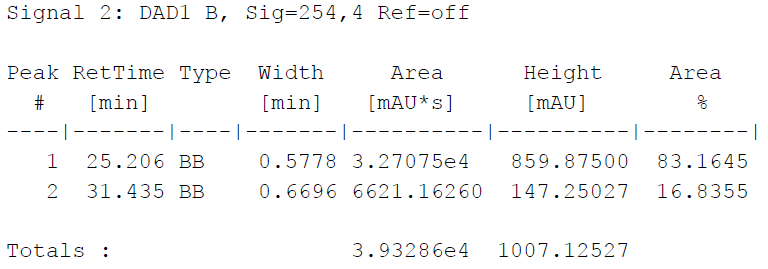 Signal 2: DAD1 B, Sig=254,4 Ref=off
Peak RetTime Type  Width     Area      Height     Area
  #   [min]        [min]   [mAU*s]     [mAU]        %
----|-------|----|-------|----------|----------|--------|
   1  25.206 BB    0.5778 3.27075e4   859.87500  83.1645
   2  31.435 BB    0.6696 6621.16260  147.25027  16.8355
Totals :                  3.93286e4  1007.12527